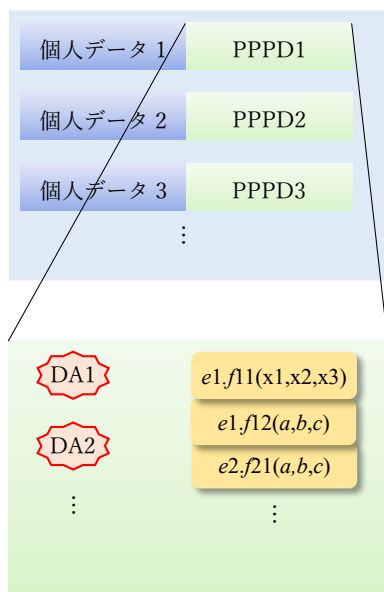 個人データ 1 PPPD1
個人データ 2 PPPD2
個人データ 3 PPPD3
⋮
DA1 e1.f11(x1,x2,x3)
e1.f12(a,b,c)
DA2
e2.f21(a,b,c)
⋮ ⋮